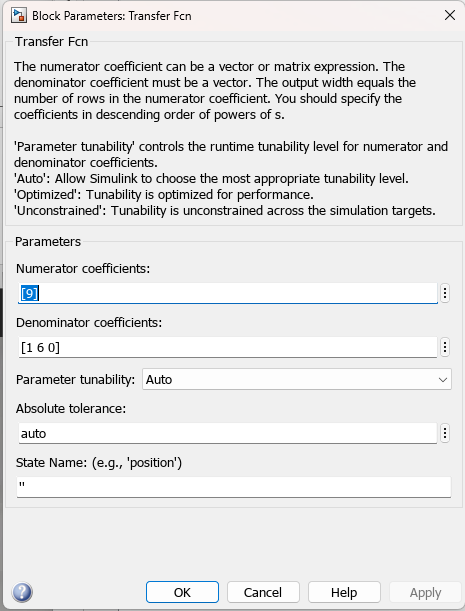 Block Parameters: Transfer Fcn
Transfer Fcn
The numerator coefficient can be a vector or matrix expression. The
denominator coefficient must be a vector. The output width equals the
number of rows in the numerator coefficient. You should specify the
coefficients in descending order of powers of s.
'Parameter tunability' controls the runtime tunability level for numerator and
denominator coefficients.
'Auto': Allow Simulink to choose the most appropriate tunability level.
'Optimized': Tunability is optimized for performance.
'Unconstrained': Tunability is unconstrained across the simulation targets.
Parameters
Numerator coefficients:
[9]
Denominator coefficients:
[1 6 0]
Parameter tunability: Auto
Absolute tolerance:
auto
State Name: (e.g., 'position')
''
OK Cancel Help Apply